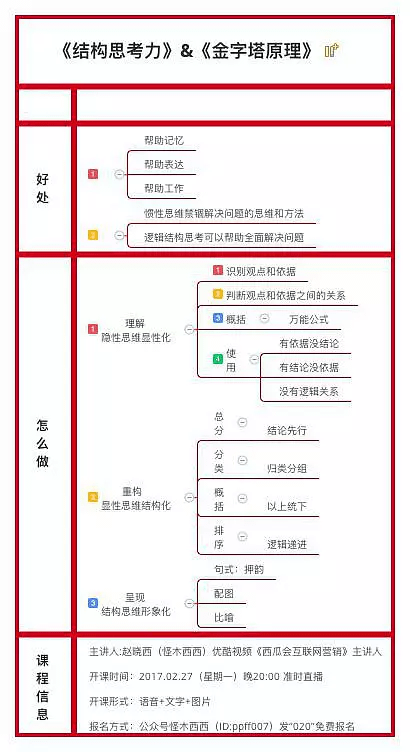 《结构思考力》&《金字塔原理》
好处
1
帮助记忆
帮助表达
帮助工作
2
惯性思维禁锢解决问题的思维和方法
逻辑结构思考可以帮助全面解决问题
怎么做
1
理解
隐性思维显性化
1 识别观点和依据
2 判断观点和依据之间的关系
3 概括
万能公式
4 使用
有依据没结论
有结论没依据
没有逻辑关系
2
重构
显性思维结构化
总分
结论先行
分类
归类分组
概括
以上统下
排序
逻辑递进
3
呈现
结构思维形象化
句式：押韵
配图
比喻
课程信息
主讲人:赵晓西（怪木西西）优酷视频《西瓜会互联网营销》主讲人
开课时间：2017.02.27（星期一）晚20:00 准时直播
开课形式：语音+文字+图片
报名方式：公众号怪木西西（ID:ppff007）发“020”免费报名